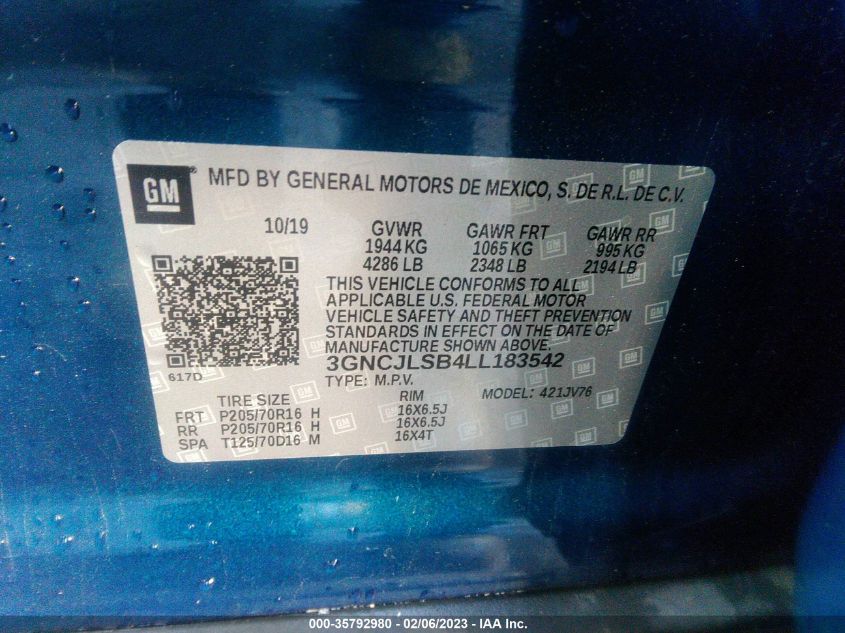 GM ® MFD BY GENERAL MOTORS DE MEXICO, S. DE R.L. DE C.V.
10/19 GVWR GAWR FRT GAWR RR
1944 KG 1065 KG 995 KG
4286 LB 2348 LB 2194 LB
THIS VEHICLE CONFORMS TO ALL
APPLICABLE U.S. FEDERAL MOTOR
VEHICLE SAFETY AND THEFT PREVENTION
STANDARDS IN EFFECT ON THE DATE OF
MANUFACTURE SHOWN ABOVE.
3GNCJLSB4LL183542
617D TYPE: M.P.V. MODEL: 421JV76
TIRE SIZE RIM
FRT P205/70R16 H 16X6.5J
RR P205/70R16 H 16X6.5J
SPA T125/70D16 M 16X4T
000-35792980 - 02/06/2023 - IAA Inc.